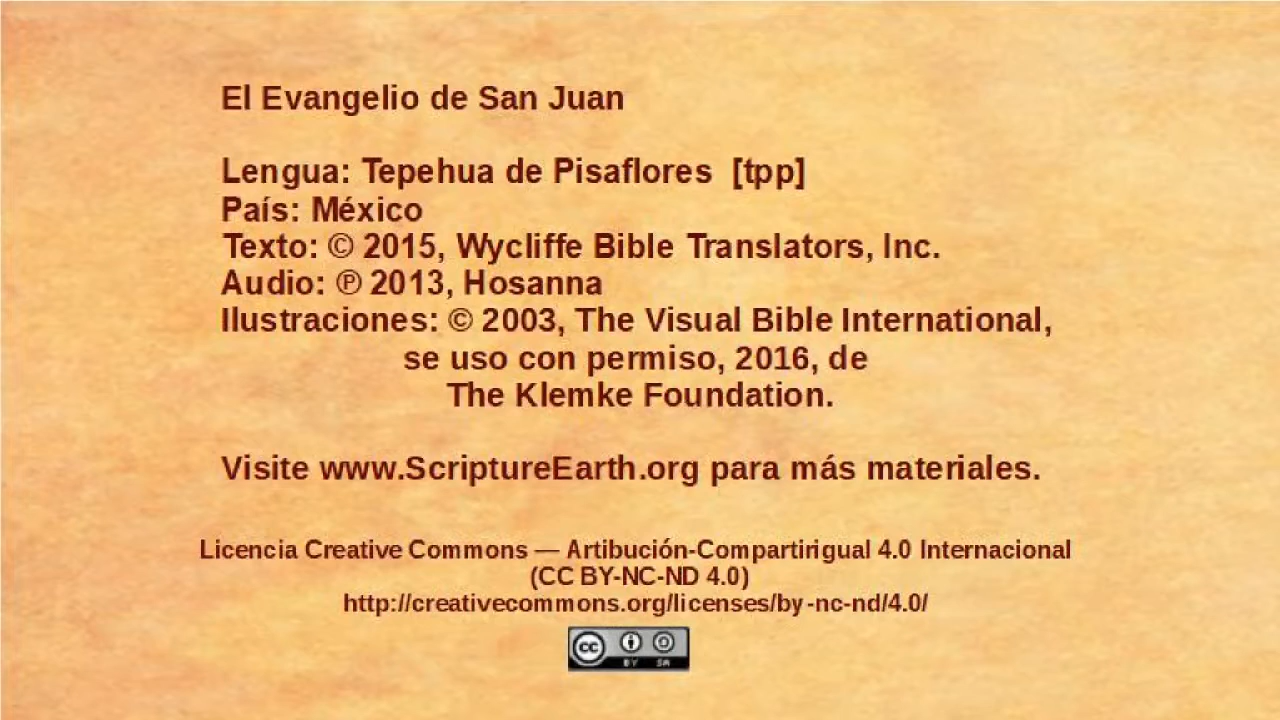 El Evangelio de San Juan
Lengua: Tepehua de Pisaflores [tpp]
País: México
Texto: © 2015, Wycliffe Bible Translators, Inc.
Audio: ℗ 2013, Hosanna
Ilustraciones: © 2003, The Visual Bible International,
se uso con permiso, 2016, de
The Klemke Foundation.
Visite www.ScriptureEarth.org para más materiales.
Licencia Creative Commons — Artibución-Compartirigual 4.0 Internacional
(CC BY-NC-ND 4.0)
http://creativecommons.org/licenses/by-nc-nd/4.0/
cc BY SA